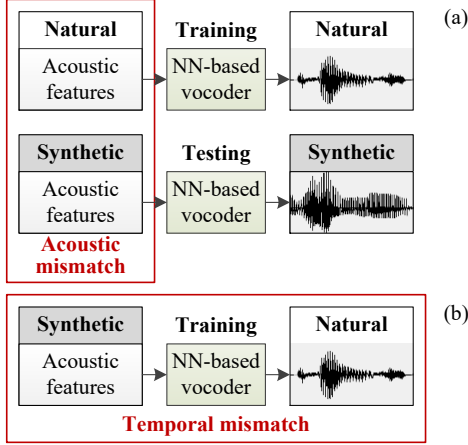 (a)
Natural Training Natural
Acoustic features NN-based vocoder
Synthetic Testing Synthetic
Acoustic features NN-based vocoder
Acoustic
mismatch
(b)
Synthetic Training Natural
Acoustic features NN-based vocoder
Temporal mismatch